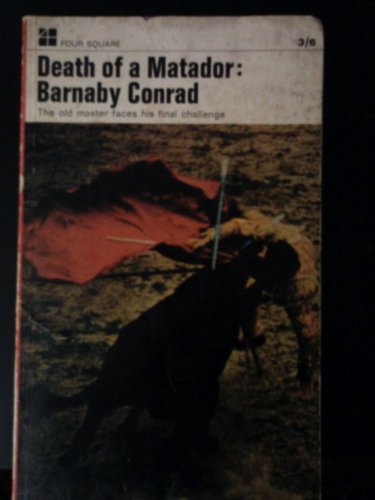 FOUR SQUARE
3/6
Death of a Matador:
Barnaby Conrad
The old master faces his final challenge